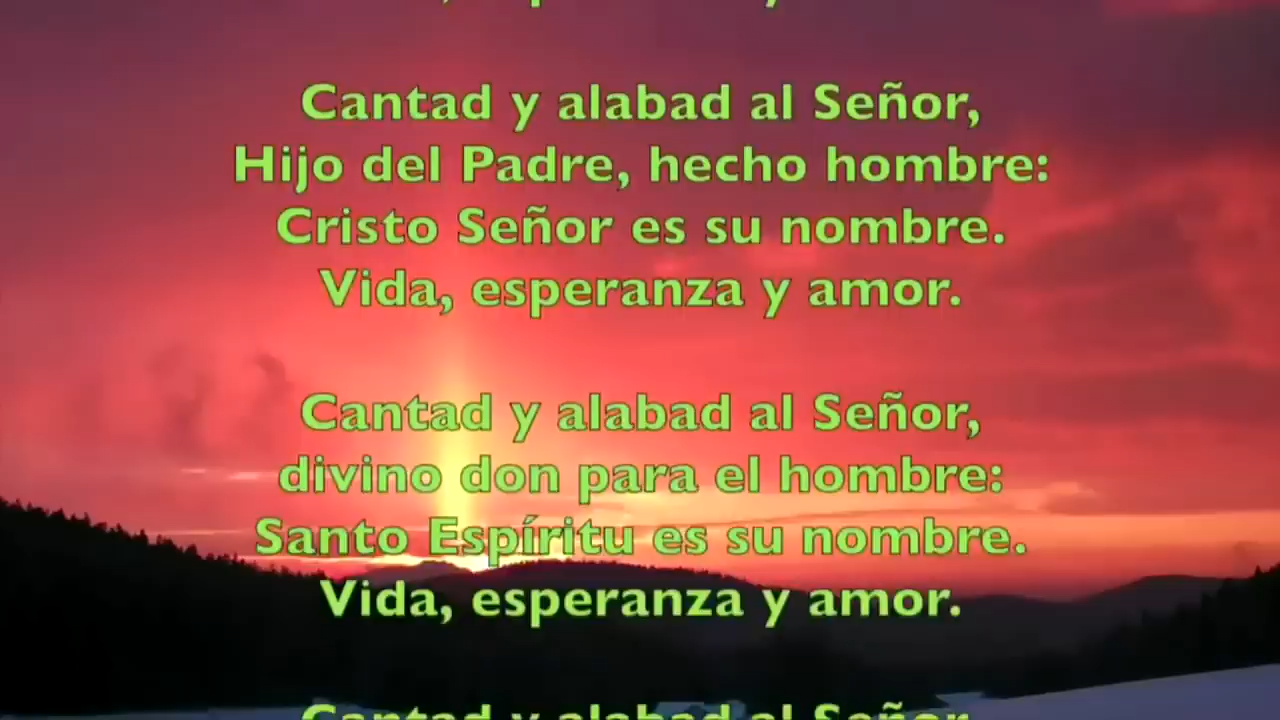 Cantad y alabad al Señor,
Hijo del Padre, hecho hombre:
Cristo Señor es su nombre.
Vida, esperanza y amor.
Cantad y alabad al Señor,
divino don para el hombre:
Santo Espíritu es su nombre.
Vida, esperanza y amor.
Cantad y alabad al Señor